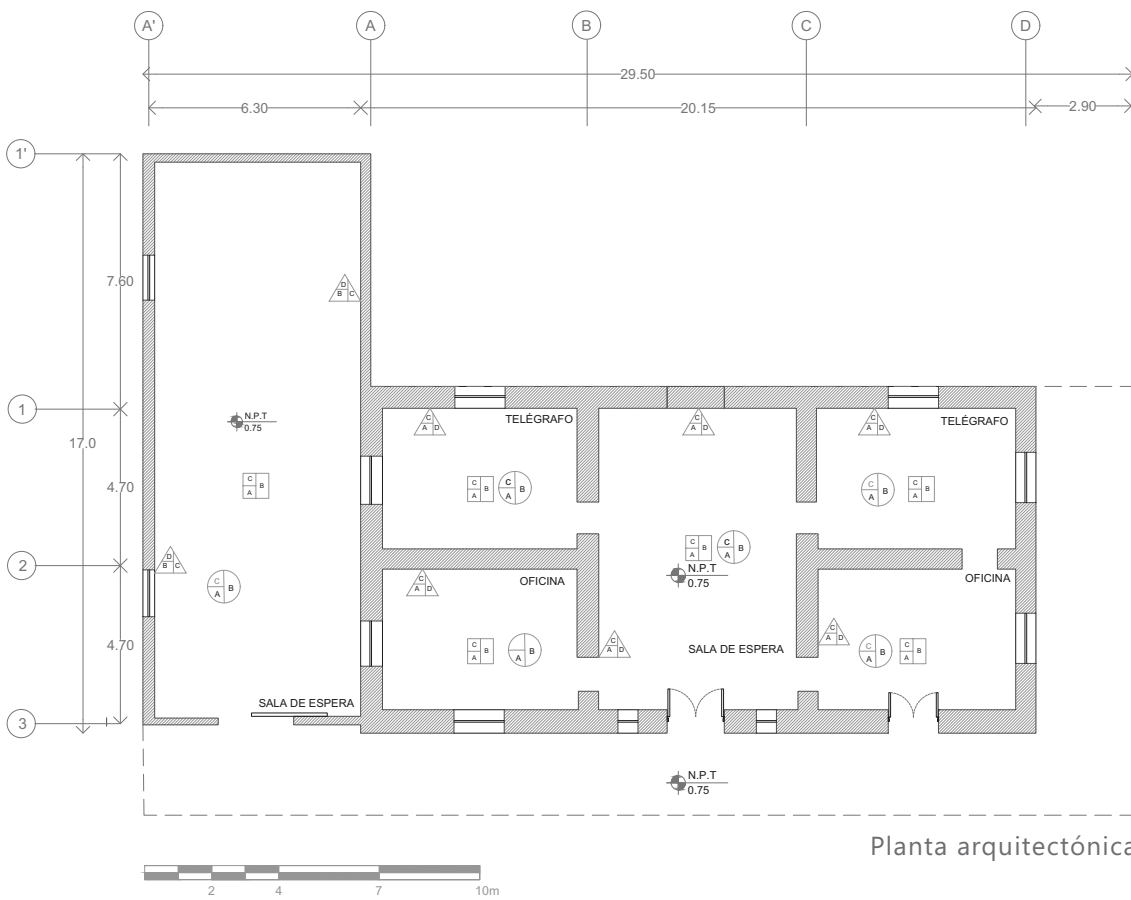 A' A B C D
29.50
6.30 20.15 2.90
1'
7.60
D
B C
1
N.P.T
0.75
17.0
TELÉGRAFO
TELÉGRAFO
C
A D
C
A D
C
A D
4.70
C
A B
C
A B
C
A B
C
A B
C
A B
C
A B
C
A B
2
D
B C
C
A B
OFICINA
N.P.T
0.75
OFICINA
C
A D
C
A D
C
A D
4.70
C
A B
A B
SALA DE ESPERA
C
A B
C
A B
SALA DE ESPERA
3
N.P.T
0.75
Planta arquitectónica
2 4 7 10m